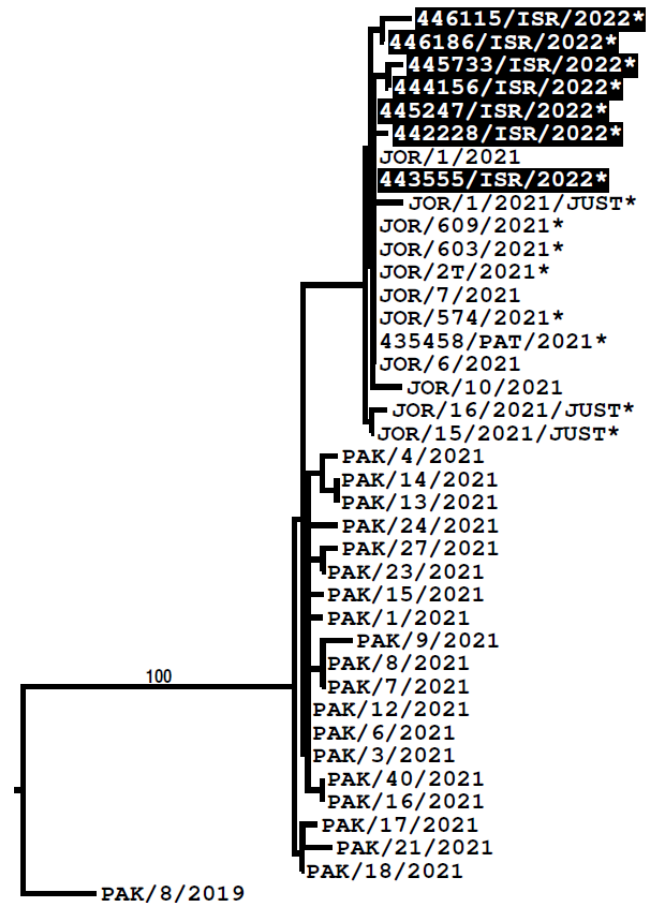 446115/ISR/2022*
446186/ISR/2022*
445733/ISR/2022*
444156/ISR/2022*
445247/ISR/2022*
442228/ISR/2022*
JOR/1/2021
443555/ISR/2022*
JOR/1/2021/JUST*
JOR/609/2021*
JOR/603/2021*
JOR/2T/2021*
JOR/7/2021
JOR/574/2021*
435458/PAT/2021*
JOR/6/2021
JOR/10/2021
JOR/16/2021/JUST*
JOR/15/2021/JUST*
PAK/4/2021
PAK/14/2021
PAK/13/2021
PAK/24/2021
PAK/27/2021
PAK/23/2021
PAK/15/2021
PAK/1/2021
PAK/9/2021
PAK/8/2021
100
PAK/7/2021
PAK/12/2021
PAK/6/2021
PAK/3/2021
PAK/40/2021
PAK/16/2021
PAK/17/2021
PAK/21/2021
PAK/18/2021
PAK/8/2019